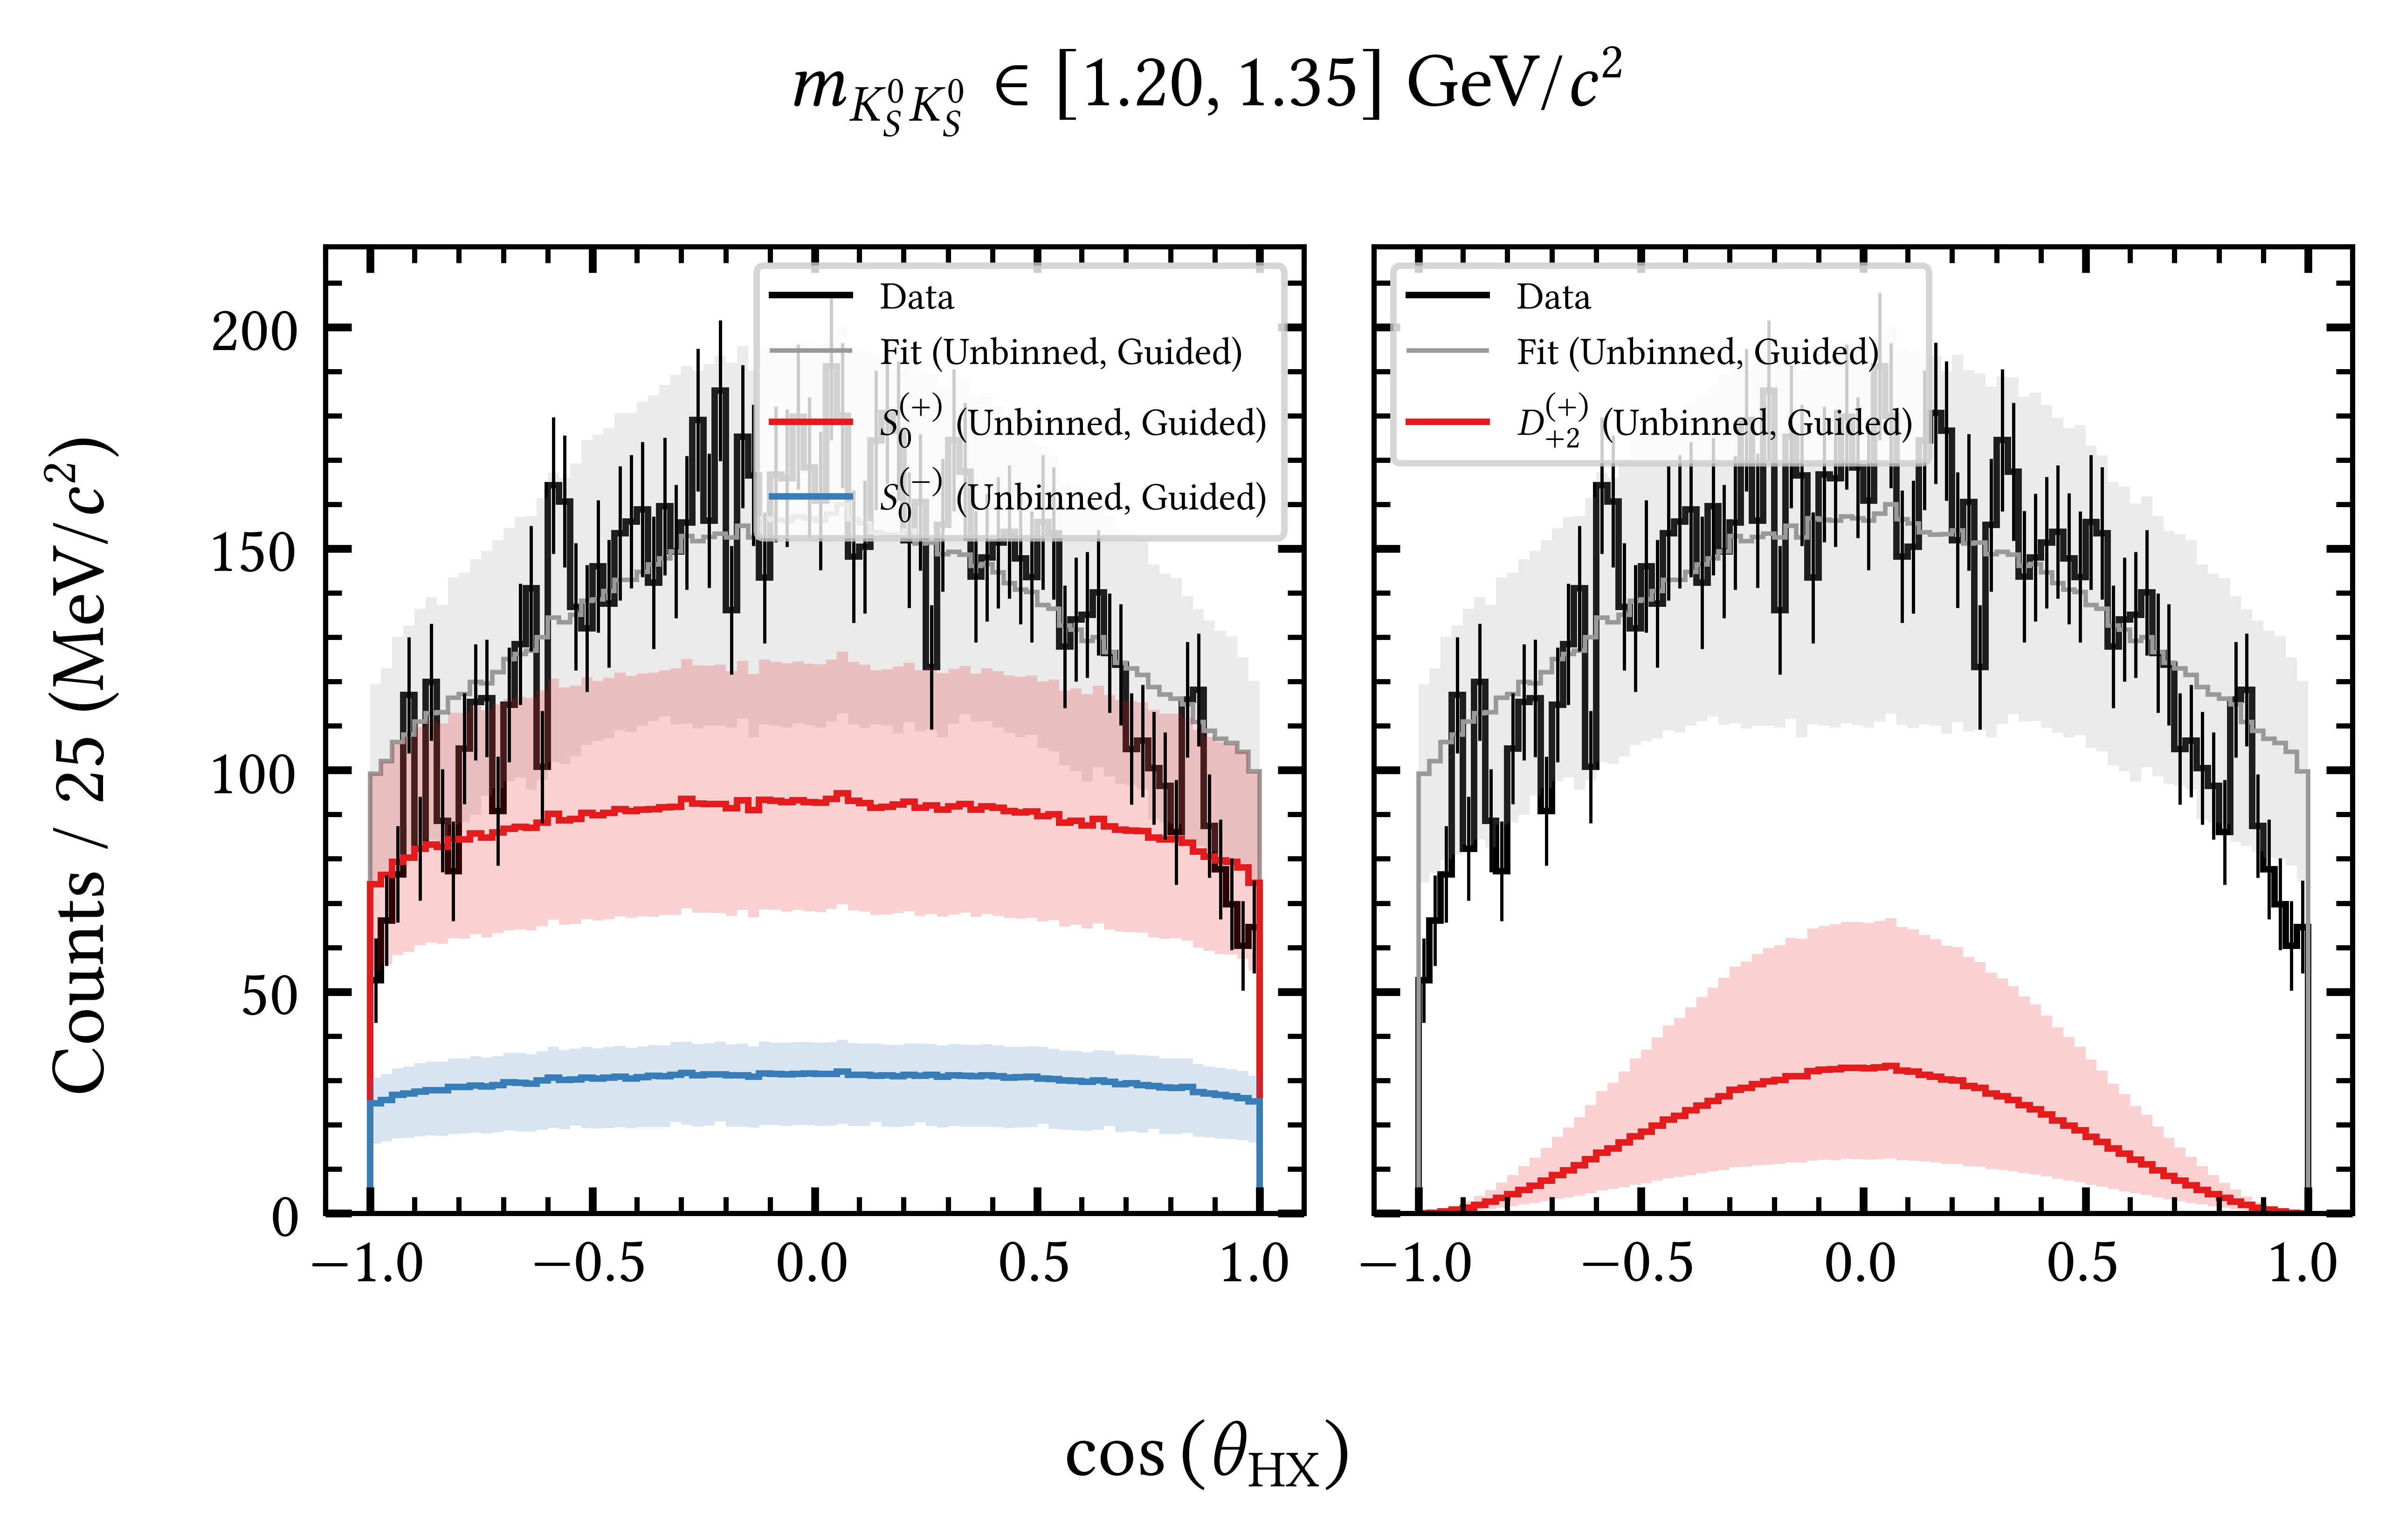 m_{K_S^0 K_S^0} ∈ [1.20, 1.35] GeV/c²
Counts / 25 (MeV/c²)
200
150
100
50
0
Data
Fit (Unbinned, Guided)
S_0^{(+)} (Unbinned, Guided)
S_0^{(−)} (Unbinned, Guided)
−1.0 −0.5 0.0 0.5 1.0
Data
Fit (Unbinned, Guided)
D_{+2}^{(+)} (Unbinned, Guided)
−1.0 −0.5 0.0 0.5 1.0
cos (θ_{HX})